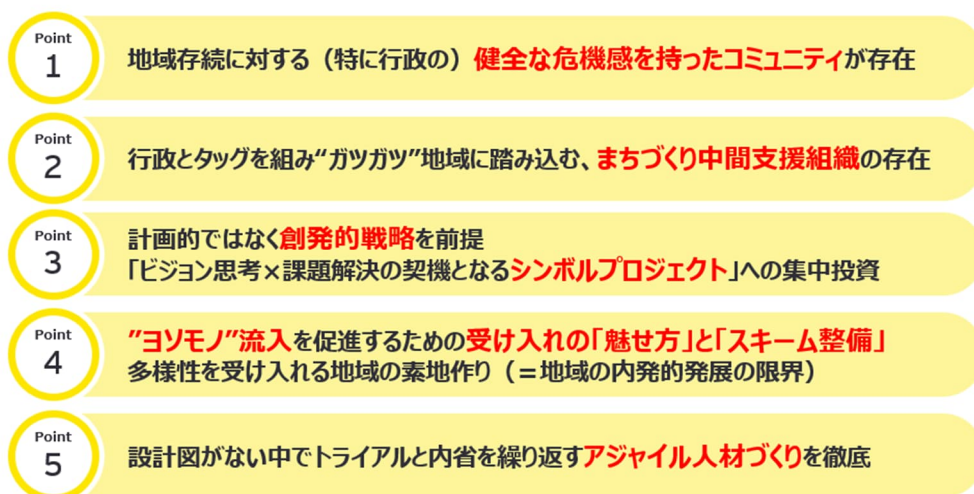 Point
1
地域存続に対する（特に行政の）健全な危機感を持ったコミュニティが存在
Point
2
行政とタッグを組み“ガツガツ”地域に踏み込む、まちづくり中間支援組織の存在
Point
3
計画的ではなく創発的戦略を前提
「ビジョン思考×課題解決の契機となるシンボルプロジェクト」への集中投資
Point
4
”ヨソモノ”流入を促進するための受け入れの「魅せ方」と「スキーム整備」
多様性を受け入れる地域の素地作り（＝地域の内発的発展の限界）
Point
5
設計図がない中でトライアルと内省を繰り返すアジャイル人材づくりを徹底